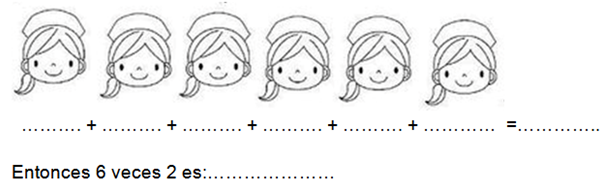 ………. + ………. + ………. + ………. + ………. + ………… =…………..
Entonces 6 veces 2 es:…………………